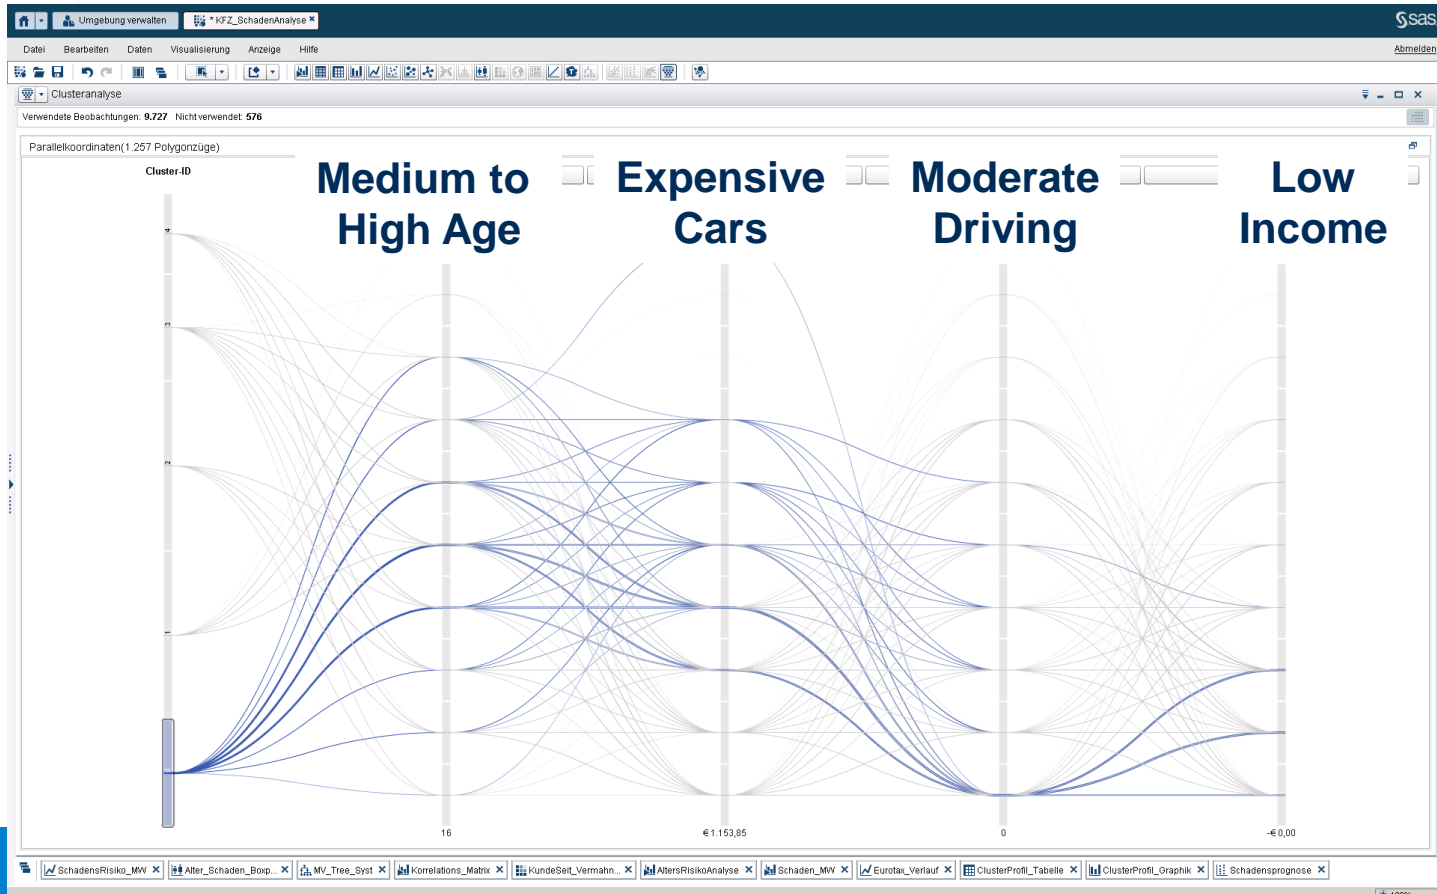 Umgebung verwalten
* KFZ_SchadenAnalyse
sas
Datei Bearbeiten Daten Visualisierung Anzeige Hilfe
Abmelden
Clusteranalyse
Verwendete Beobachtungen: 9.727 Nicht verwendet: 576
Parallelkoordinaten(1.257 Polygonzüge)
Cluster-ID
Medium to
High Age
Expensive
Cars
Moderate
Driving
Low
Income
4
3
2
1
16
€1.153,85
0
-€0,00
SchadensRisiko_MW
Alter_Schaden_Boxp...
MV_Tree_Syst
Korrelations_Matrix
KundeSeit_Vermahn...
AltersRisikoAnalyse
Schaden_MW
Eurotax_Verlauf
ClusterProfil_Tabelle
ClusterProfil_Graphik
Schadensprognose